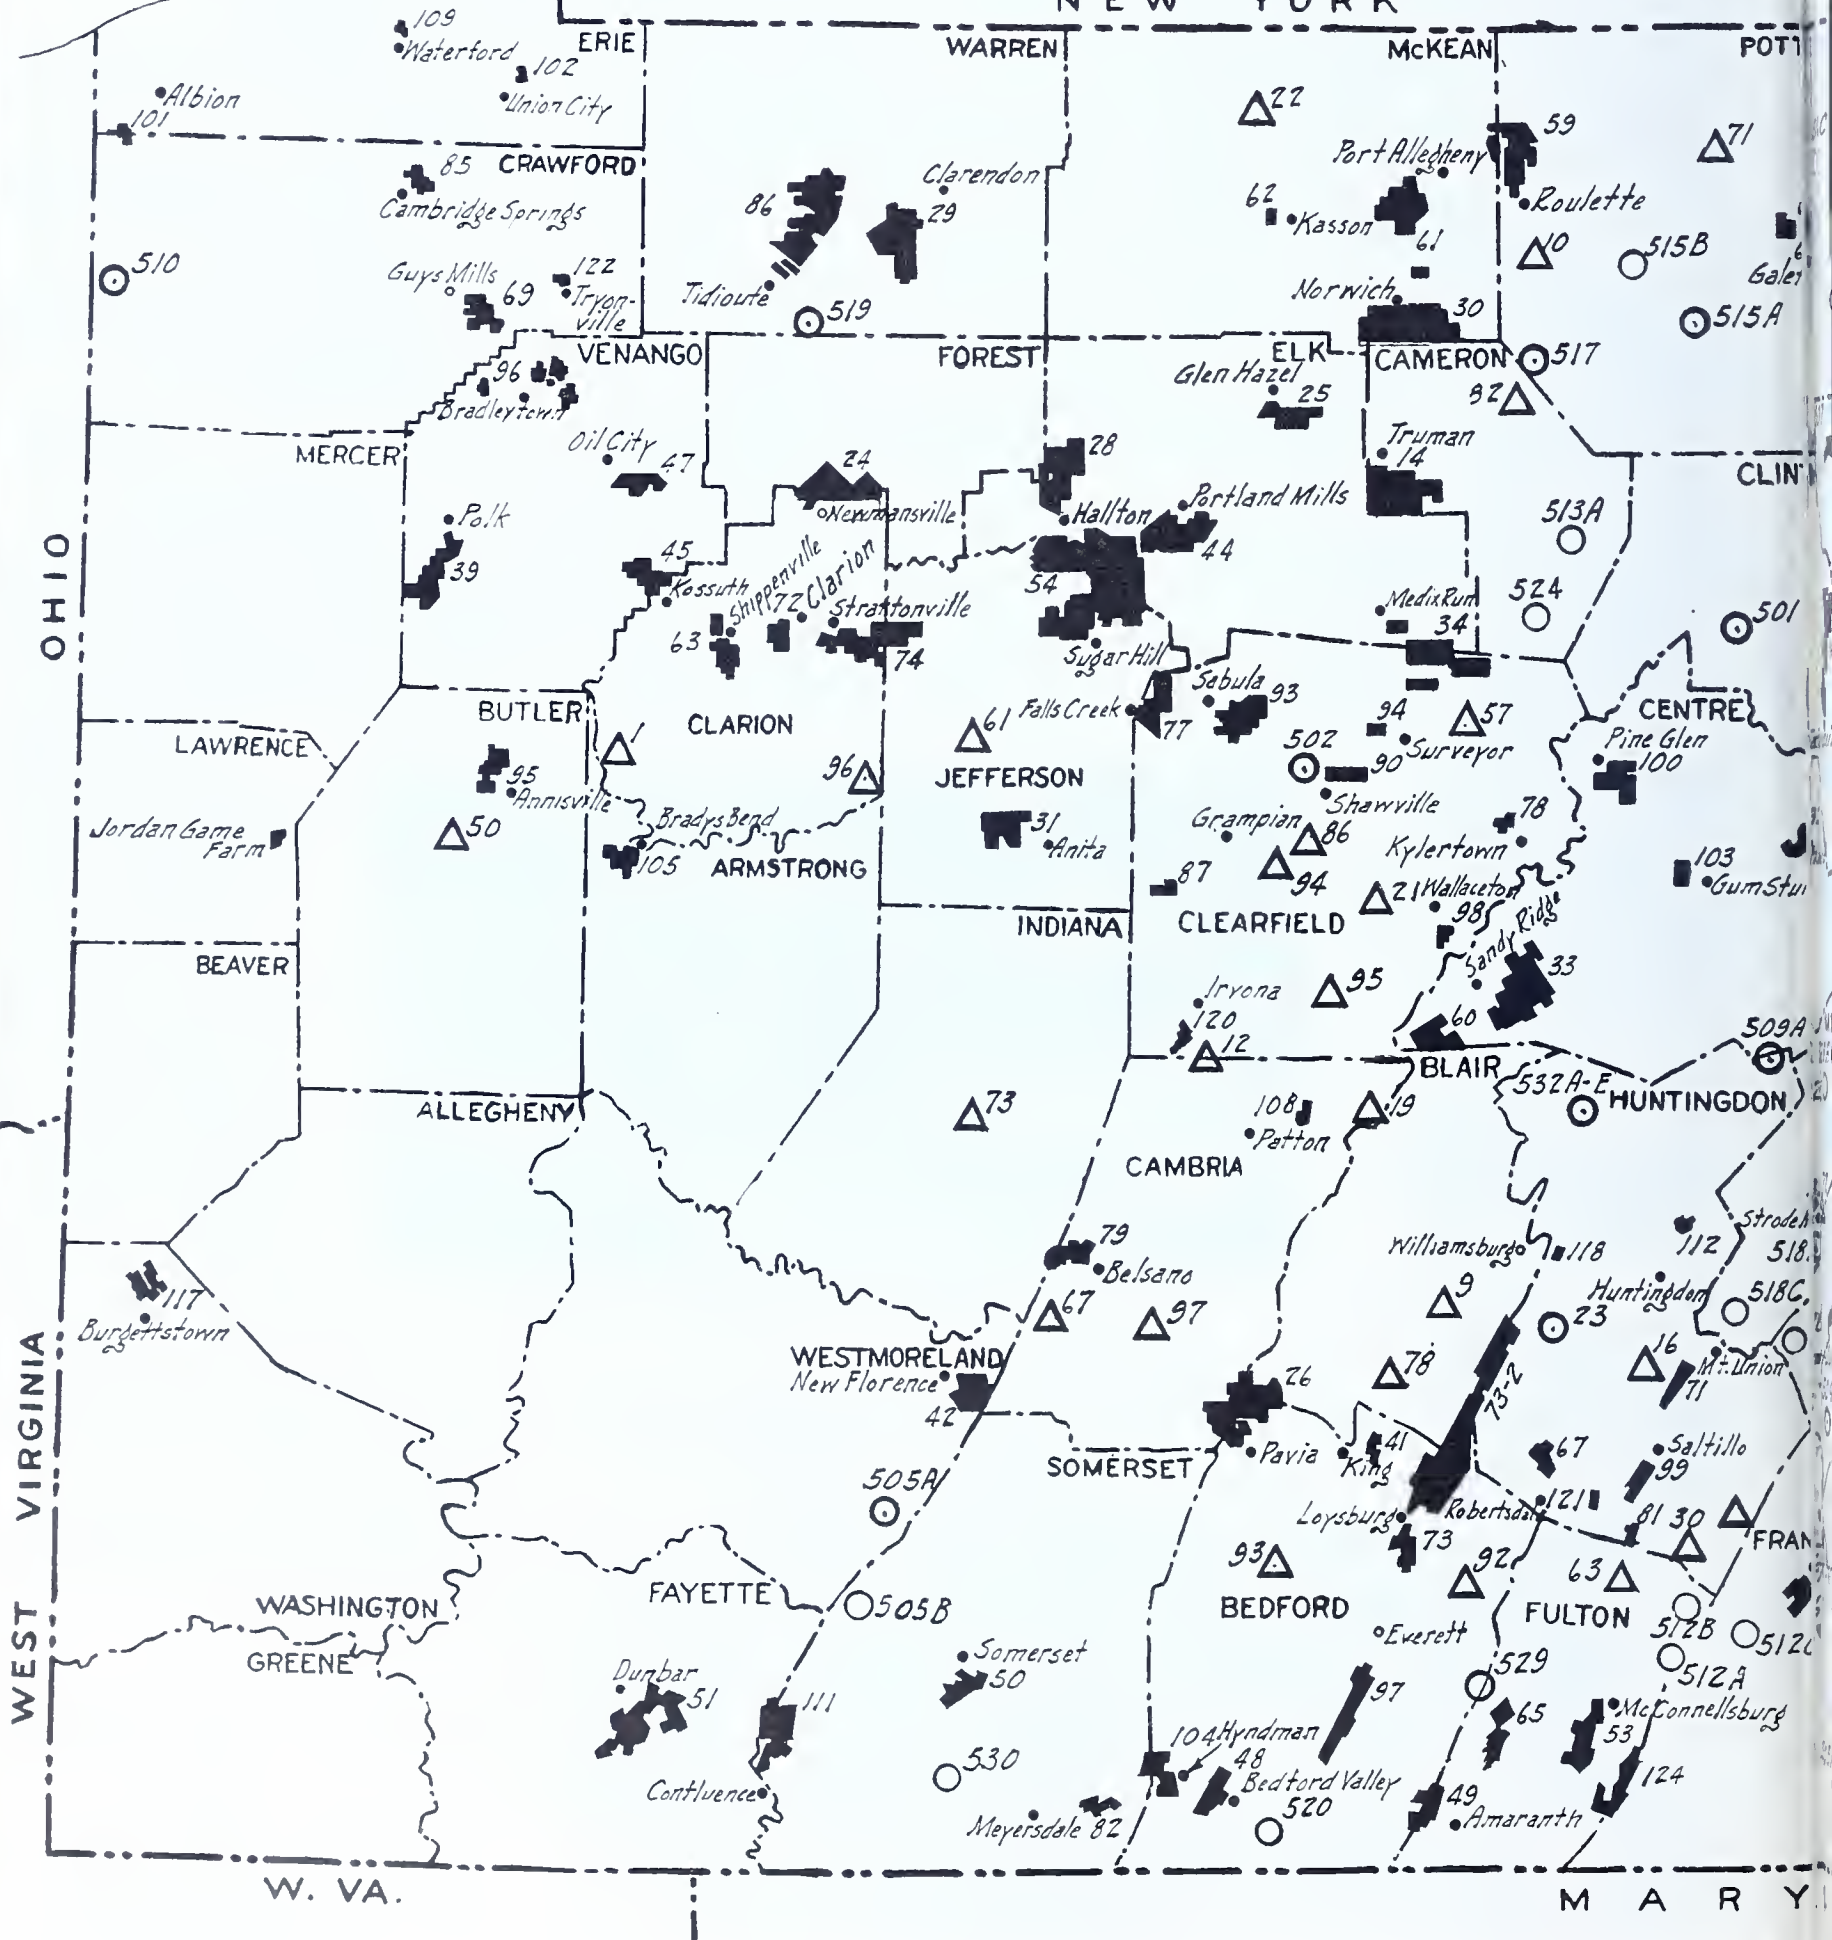 NEW YORK
109
Waterford
ERIE
WARREN
McKEAN
102
Union City
Albion
101
22
59
71
Port Allegheny
CRAWFORD
85
Cambridge Springs
86
Clarendon
29
62
Kasson
61
Roulette
10
515B
510
Guys Mills
69
122
Tryon-
ville
Tidioute
519
Norwich
30
515A
VENANGO
FOREST
ELK
CAMERON
517
96
Bradleytown
Glen Hazel
25
82
MERCER
Oil City
47
24
Newmansville
28
Truman
14
Polk
39
Hallton
Portland Mills
44
513A
OHIO
45
Kossuth
Shippenville
72
Clarion
Strattonville
54
524
501
63
74
Sugar Hill
Medix Run
34
BUTLER
CLARION
61
Falls Creek
77
Sabula
93
94
Surveyor
57
CENTRE
LAWRENCE
1
96
JEFFERSON
502
90
Shawville
Pine Glen
100
95
Annisville
Jordan Game
Farm
50
Bradys Bend
105
ARMSTRONG
31
Anita
Grampian
86
94
78
Kylertown
103
87
21
Wallaceton
98
INDIANA
CLEARFIELD
Sandy Ridge
33
BEAVER
95
Irvona
120
12
60
509A
BLAIR
532A-E
HUNTINGDON
ALLEGHENY
73
108
Patton
19
CAMBRIA
79
Belsano
Williamsburg
118
112
518
117
Burgettstown
67
97
9
Huntingdon
518C
23
WESTMORELAND
New Florence
42
26
78
73-2
16
Mt. Union
71
WEST VIRGINIA
SOMERSET
Pavia
King
41
67
Saltillo
99
505A
Loysburg
Robertsdale
121
81
30
73
93
92
63
WASHINGTON
GREENE
FAYETTE
505B
BEDFORD
FULTON
Everett
512B
512A
529
Somerset
50
Dunbar
51
111
97
65
McConnellsburg
53
530
104
Hyndman
48
Bedford Valley
520
124
Confluence
Meyersdale
82
49
Amaranth
W. VA.
MARY